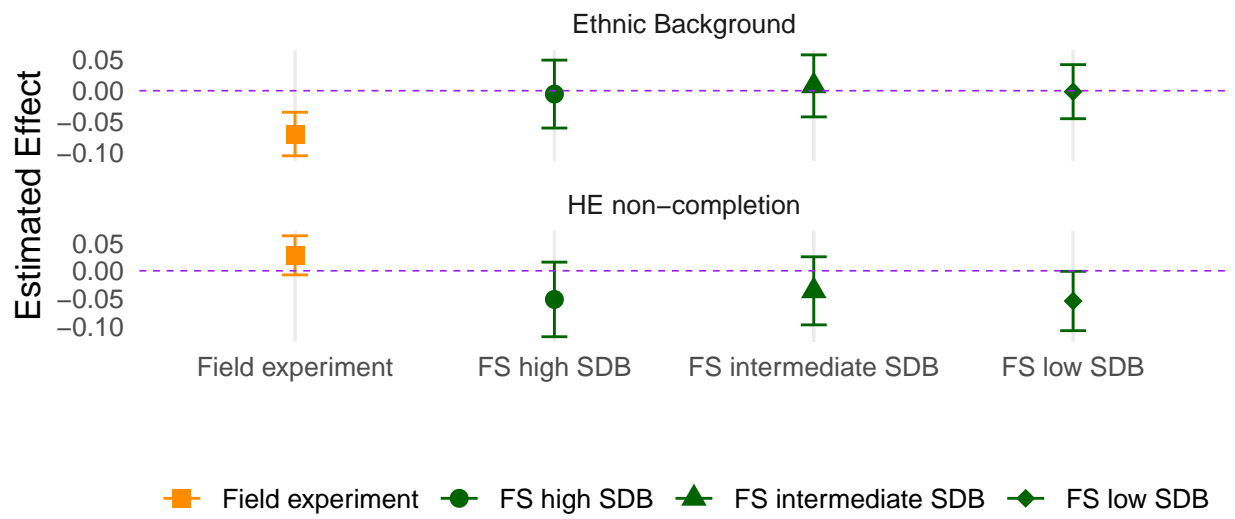 Ethnic Background
0.05
0.00
−0.05
−0.10
Estimated Effect
HE non−completion
0.05
0.00
−0.05
−0.10
Field experiment FS high SDB FS intermediate SDB FS low SDB
Field experiment FS high SDB FS intermediate SDB FS low SDB